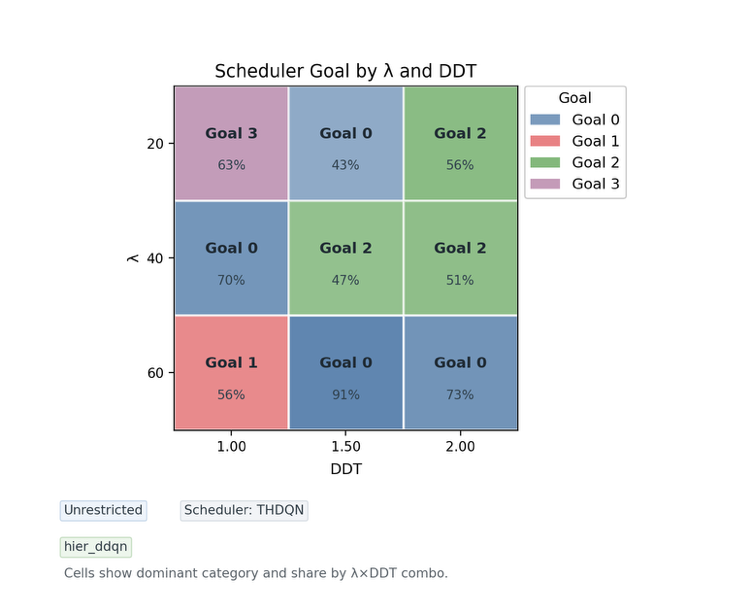 Scheduler Goal by λ and DDT
Goal
Goal 0
Goal 1
Goal 2
Goal 3
λ
20
Goal 3
Goal 0
Goal 2
63%
43%
56%
40
Goal 0
Goal 2
Goal 2
70%
47%
51%
60
Goal 1
Goal 0
Goal 0
56%
91%
73%
1.00
1.50
2.00
DDT
Unrestricted
Scheduler: THDQN
hier_ddqn
Cells show dominant category and share by λ×DDT combo.